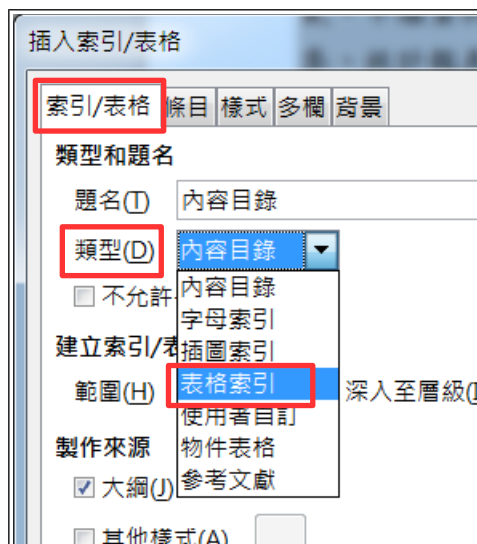 插入索引/表格
索引/表格 條目 樣式 多欄 背景
類型和題名
題名(T) 內容目錄
類型(D) 內容目錄
不允許
內容目錄
字母索引
建立索引/表
插圖索引
範圍(H) 表格索引 深入至層級(
使用者自訂
製作來源 物件表格
大綱(J) 參考文獻
其他樣式(A)